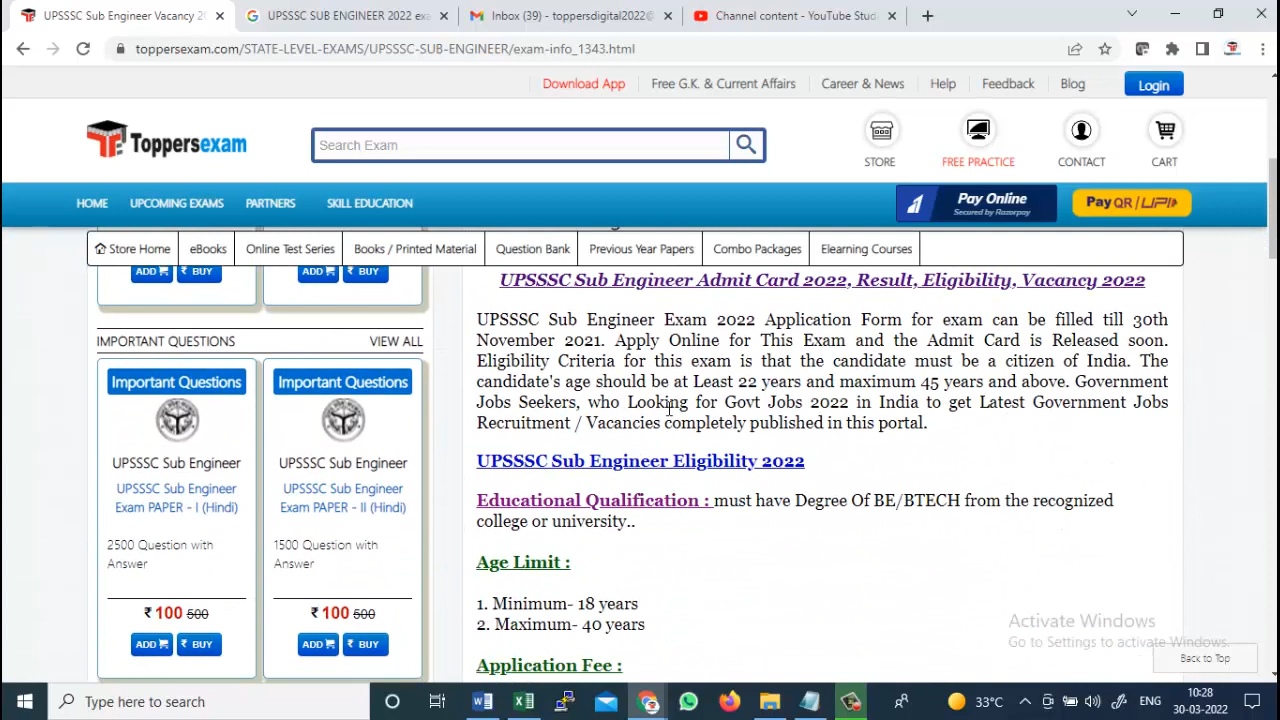 UPSSSC Sub Engineer Vacancy 20
UPSSSC SUB ENGINEER 2022 exa
Inbox (39) - toppersdigital2022@
Channel content - YouTube Studi
toppersexam.com/STATE-LEVEL-EXAMS/UPSSSC-SUB-ENGINEER/exam-info_1343.html
Download App
Free G.K. & Current Affairs
Career & News
Help
Feedback
Blog
Login
Toppersexam
Search Exam
STORE
FREE PRACTICE
CONTACT
CART
HOME
UPCOMING EXAMS
PARTNERS
SKILL EDUCATION
Pay Online
Secured by Razorpay
Pay QR/UPI
Store Home
eBooks
Online Test Series
Books / Printed Material
Question Bank
Previous Year Papers
Combo Packages
Elearning Courses
ADD
₹ BUY
ADD
₹ BUY
IMPORTANT QUESTIONS
VIEW ALL
Important Questions
UPSSSC Sub Engineer
UPSSSC Sub Engineer
Exam PAPER - I (Hindi)
2500 Question with
Answer
₹ 100 500
ADD
₹ BUY
Important Questions
UPSSSC Sub Engineer
UPSSSC Sub Engineer
Exam PAPER - II (Hindi)
1500 Question with
Answer
₹ 100 500
ADD
₹ BUY
UPSSSC Sub Engineer Admit Card 2022, Result, Eligibility, Vacancy 2022
UPSSSC Sub Engineer Exam 2022 Application Form for exam can be filled till 30th
November 2021. Apply Online for This Exam and the Admit Card is Released soon.
Eligibility Criteria for this exam is that the candidate must be a citizen of India. The
candidate's age should be at Least 22 years and maximum 45 years and above. Government
Jobs Seekers, who Looking for Govt Jobs 2022 in India to get Latest Government Jobs
Recruitment / Vacancies completely published in this portal.
UPSSSC Sub Engineer Eligibility 2022
Educational Qualification : must have Degree Of BE/BTECH from the recognized
college or university..
Age Limit :
1. Minimum- 18 years
2. Maximum- 40 years
Application Fee :
Activate Windows
Go to Settings to activate Windows.
Back to Top
Type here to search
33°C
ENG
10:28
30-03-2022